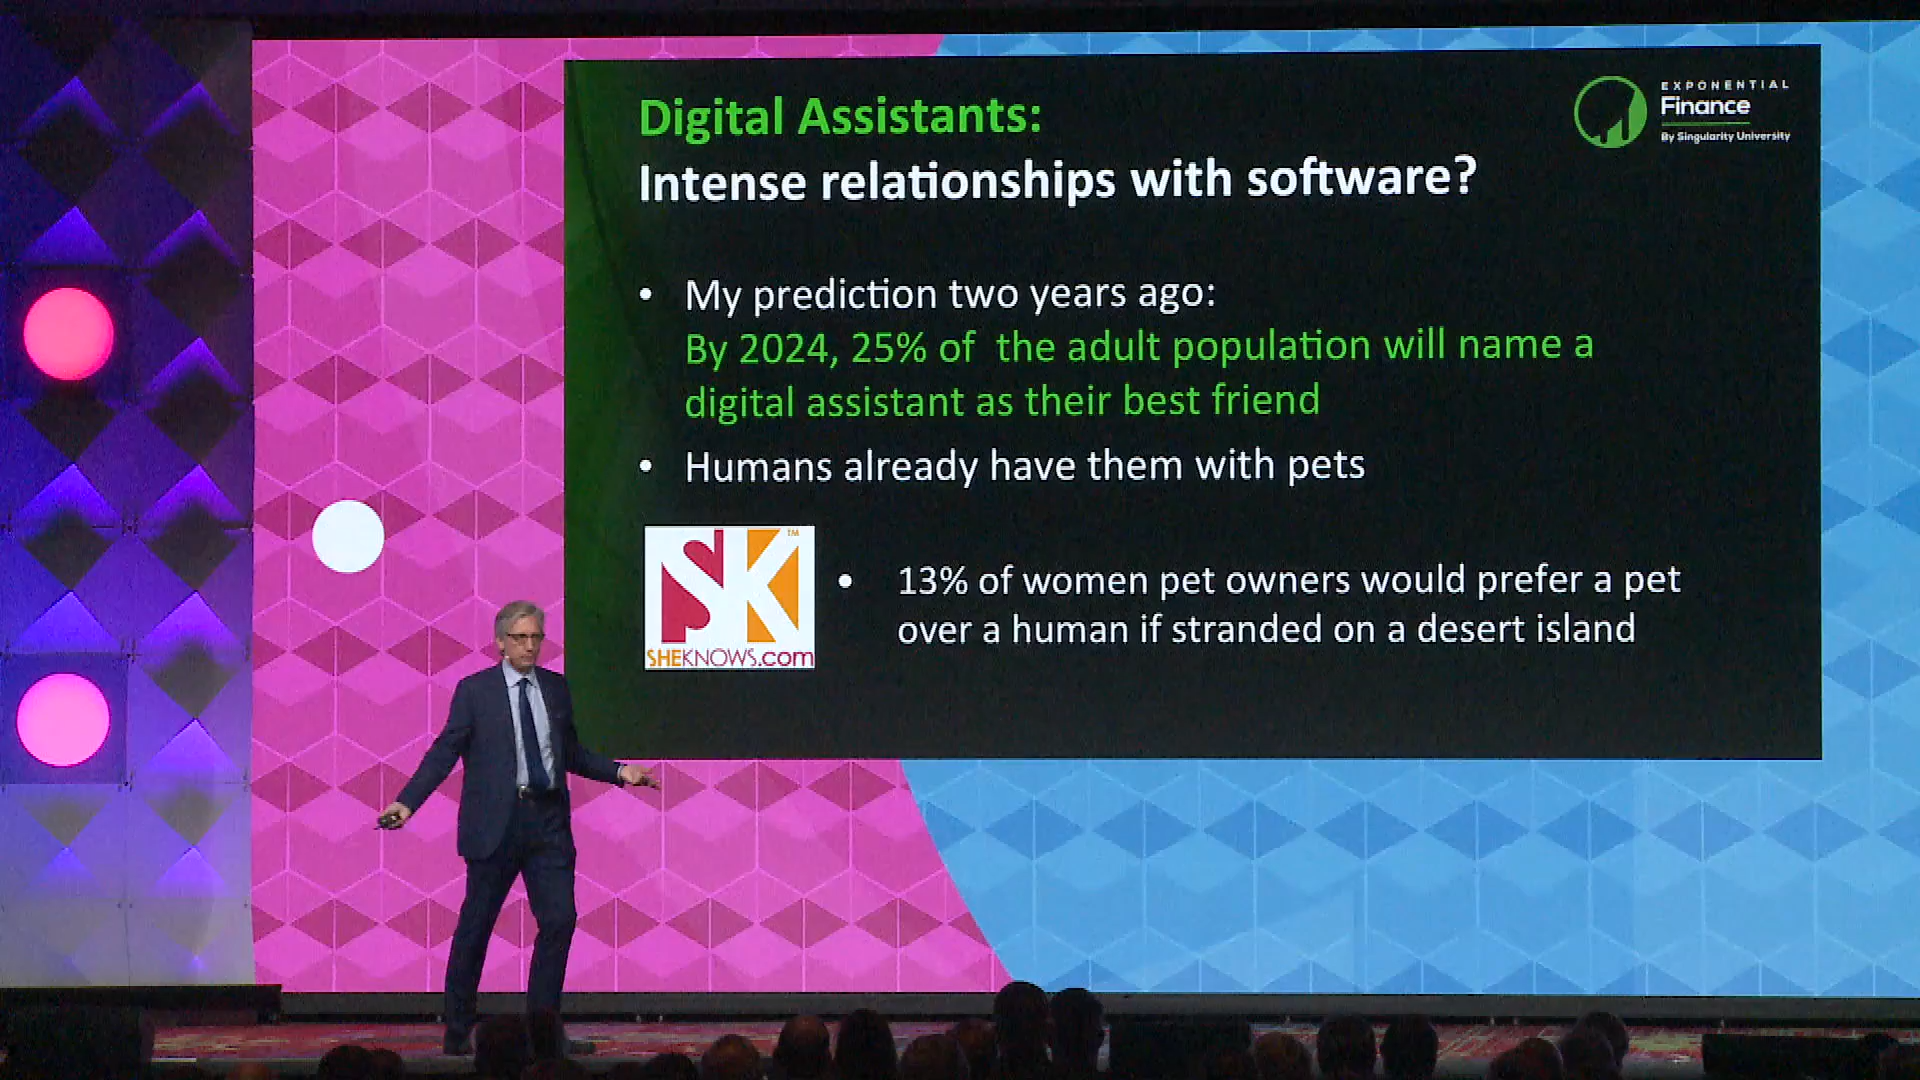 EXPONENTIAL
Finance
By Singularity University
Digital Assistants:
Intense relationships with software?
• My prediction two years ago:
By 2024, 25% of the adult population will name a
digital assistant as their best friend
• Humans already have them with pets
SK™
SHEKNOWS.com
• 13% of women pet owners would prefer a pet
over a human if stranded on a desert island